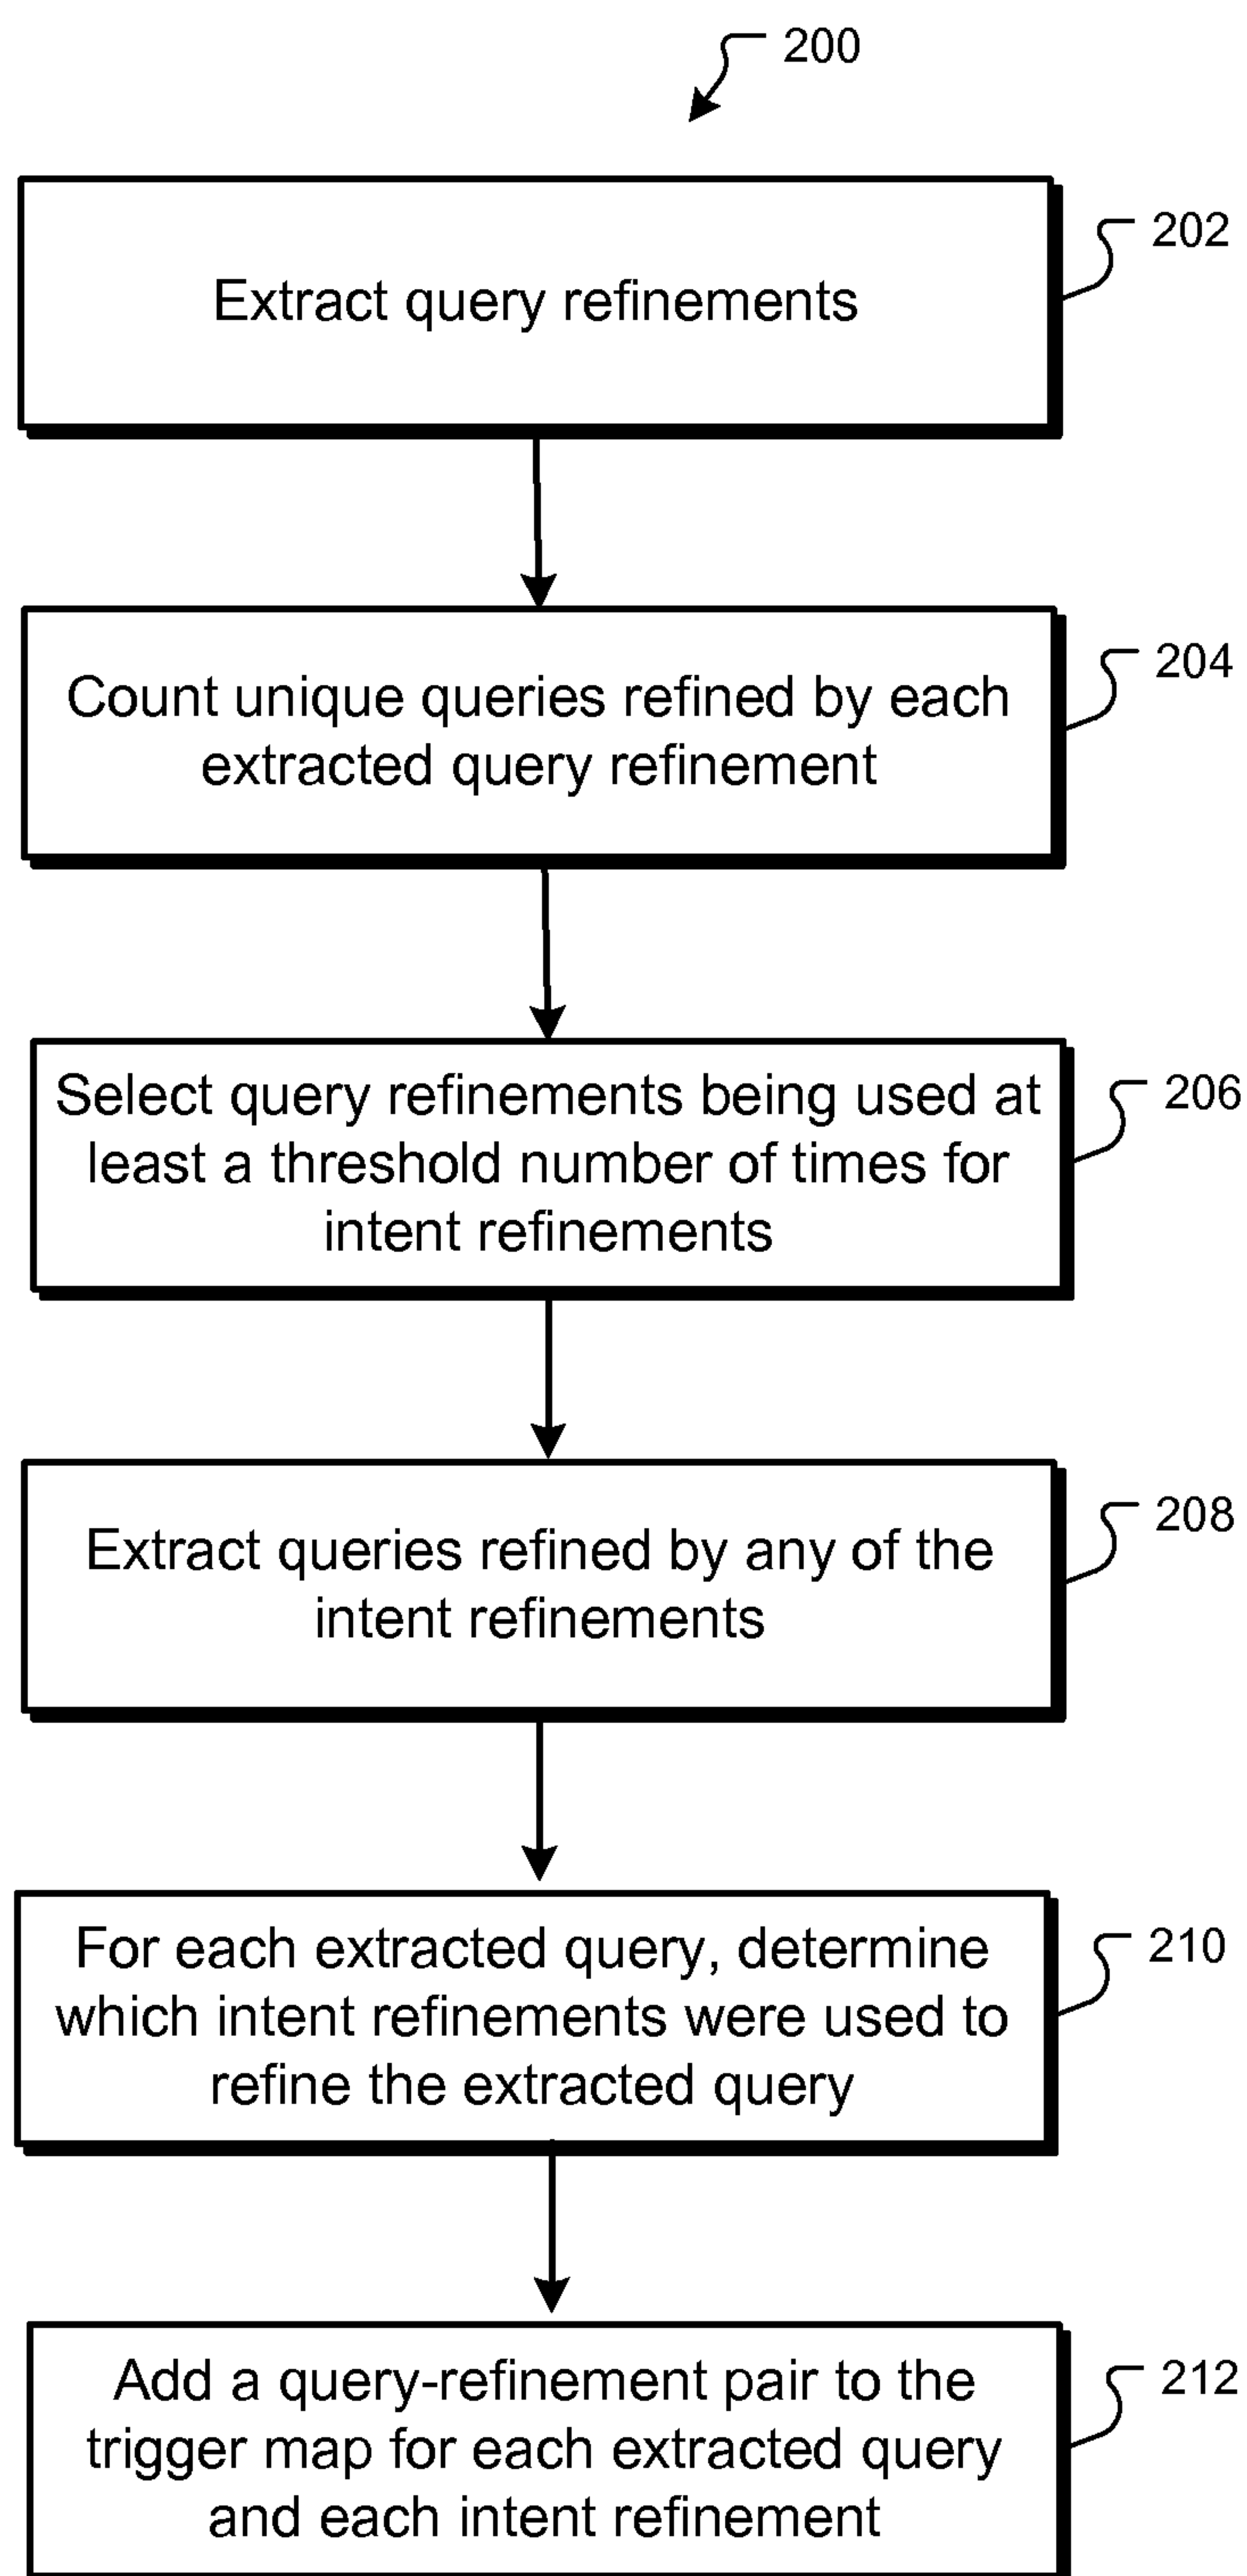 200
202
Extract query refinements
204
Count unique queries refined by each
extracted query refinement
206
Select query refinements being used at
least a threshold number of times for
intent refinements
208
Extract queries refined by any of the
intent refinements
210
For each extracted query, determine
which intent refinements were used to
refine the extracted query
212
Add a query-refinement pair to the
trigger map for each extracted query
and each intent refinement